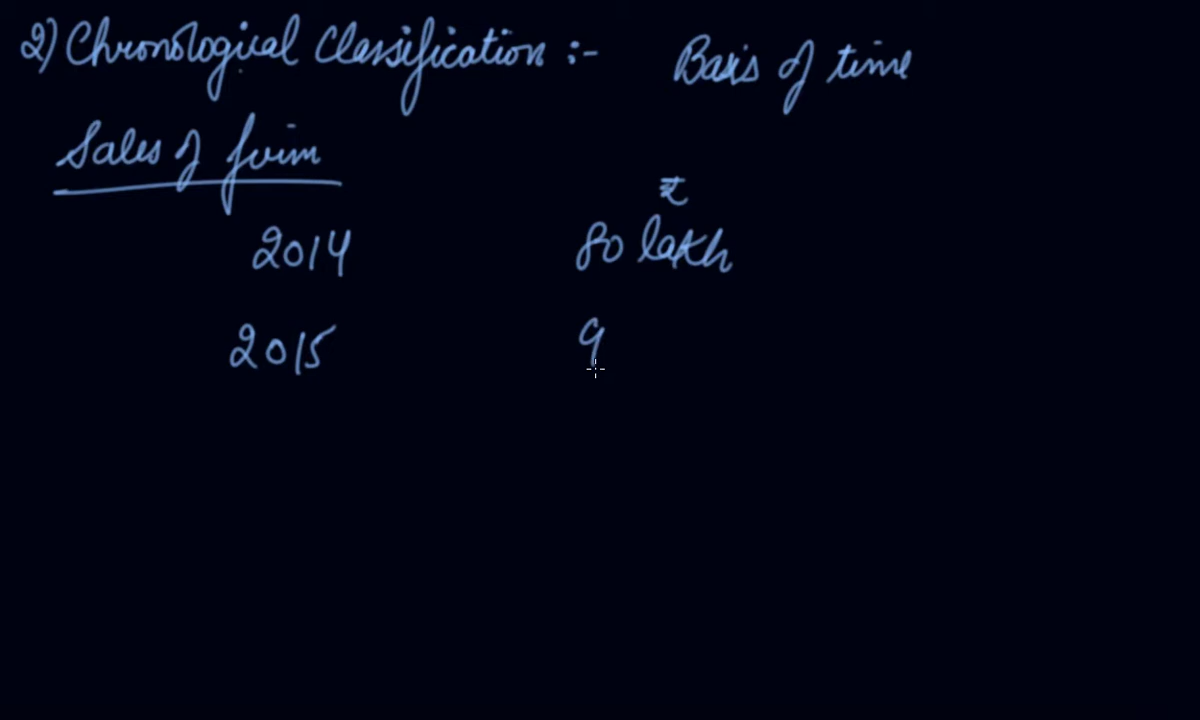 2) Chronological Classification :- Basis of time
Sales of firm
₹
2014 80 lakh
2015 9